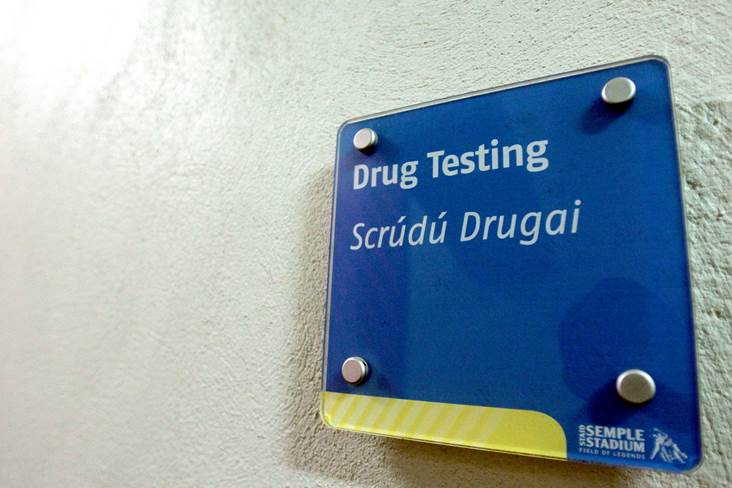 Drug Testing
Scrúdú Drugai
STAID
SEMPLE
STADIUM
FIELD OF LEGENDS